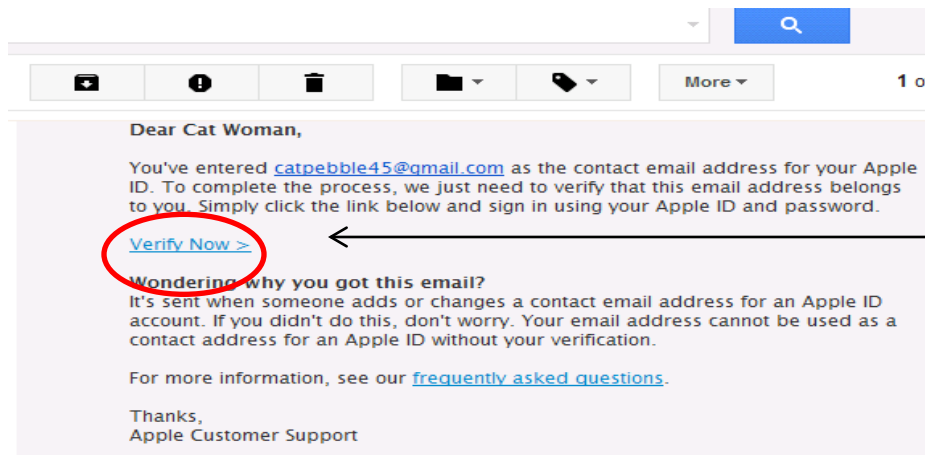 More
1 o
Dear Cat Woman,
You've entered catpebble45@gmail.com as the contact email address for your Apple
ID. To complete the process, we just need to verify that this email address belongs
to you. Simply click the link below and sign in using your Apple ID and password.
Verify Now >
Wondering why you got this email?
It's sent when someone adds or changes a contact email address for an Apple ID
account. If you didn't do this, don't worry. Your email address cannot be used as a
contact address for an Apple ID without your verification.
For more information, see our frequently asked questions.
Thanks,
Apple Customer Support